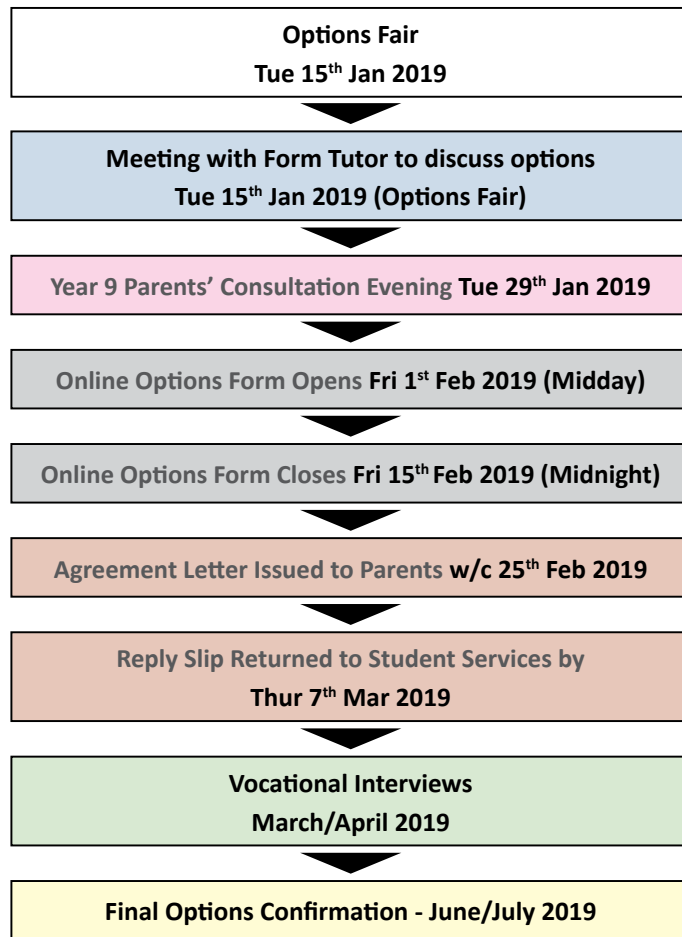 Options Fair
Tue 15th Jan 2019
Meeting with Form Tutor to discuss options
Tue 15th Jan 2019 (Options Fair)
Year 9 Parents’ Consultation Evening Tue 29th Jan 2019
Online Options Form Opens Fri 1st Feb 2019 (Midday)
Online Options Form Closes Fri 15th Feb 2019 (Midnight)
Agreement Letter Issued to Parents w/c 25th Feb 2019
Reply Slip Returned to Student Services by
Thur 7th Mar 2019
Vocational Interviews
March/April 2019
Final Options Confirmation - June/July 2019